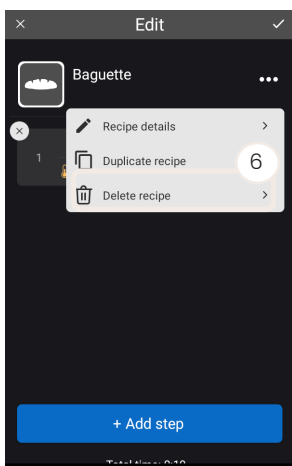 Edit
Baguette
Recipe details
1
Duplicate recipe
6
Delete recipe
+ Add step